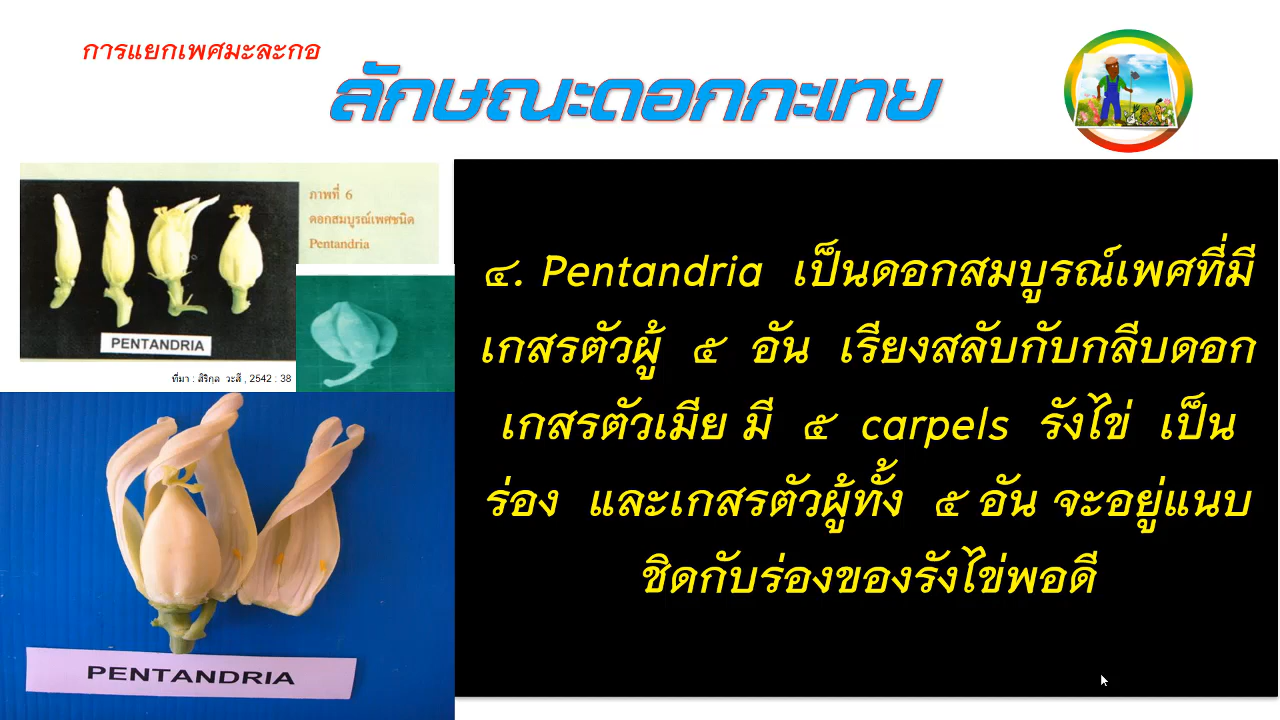 การแยกเพศมะละกอ
ลักษณะดอกกะเทย
ภาพที่ 6
ดอกสมบูรณ์เพศชนิด
Pentandria
PENTANDRIA
ที่มา : สิริกุล วะสี , 2542 : 38
PENTANDRIA
๔. Pentandria เป็นดอกสมบูรณ์เพศที่มี
เกสรตัวผู้ ๕ อัน เรียงสลับกับกลีบดอก
เกสรตัวเมีย มี ๕ carpels รังไข่ เป็น
ร่อง และเกสรตัวผู้ทั้ง ๕ อัน จะอยู่แนบ
ชิดกับร่องของรังไข่พอดี